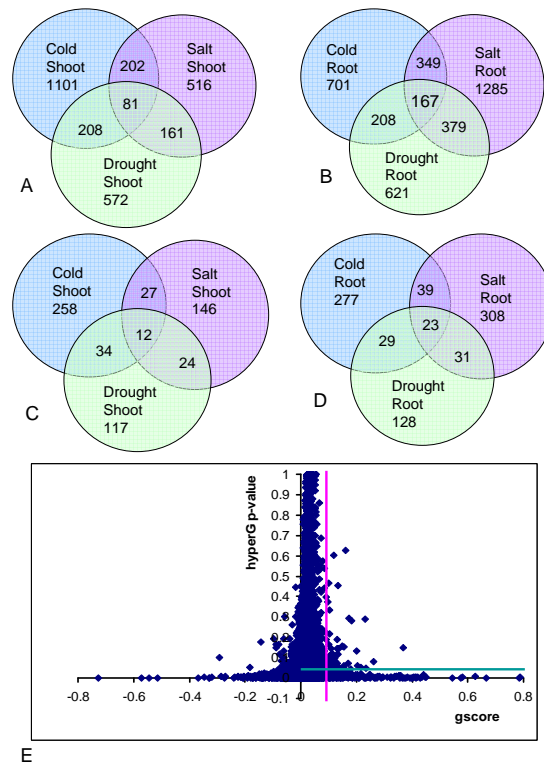 Cold
Shoot
1101
202
Salt
Shoot
516
81
208
161
Drought
Shoot
572
A
Cold
Root
701
349
Salt
Root
1285
167
208
379
Drought
Root
621
B
Cold
Shoot
258
27
Salt
Shoot
146
12
34
24
Drought
Shoot
117
C
Cold
Root
277
39
Salt
Root
308
23
29
31
Drought
Root
128
D
hyperG p-value
1
0.9
0.8
0.7
0.6
0.5
0.4
0.3
0.2
-0.1
-0.8 -0.6 -0.4 -0.2 0 0.2 0.4 0.6 0.8
gscore
E